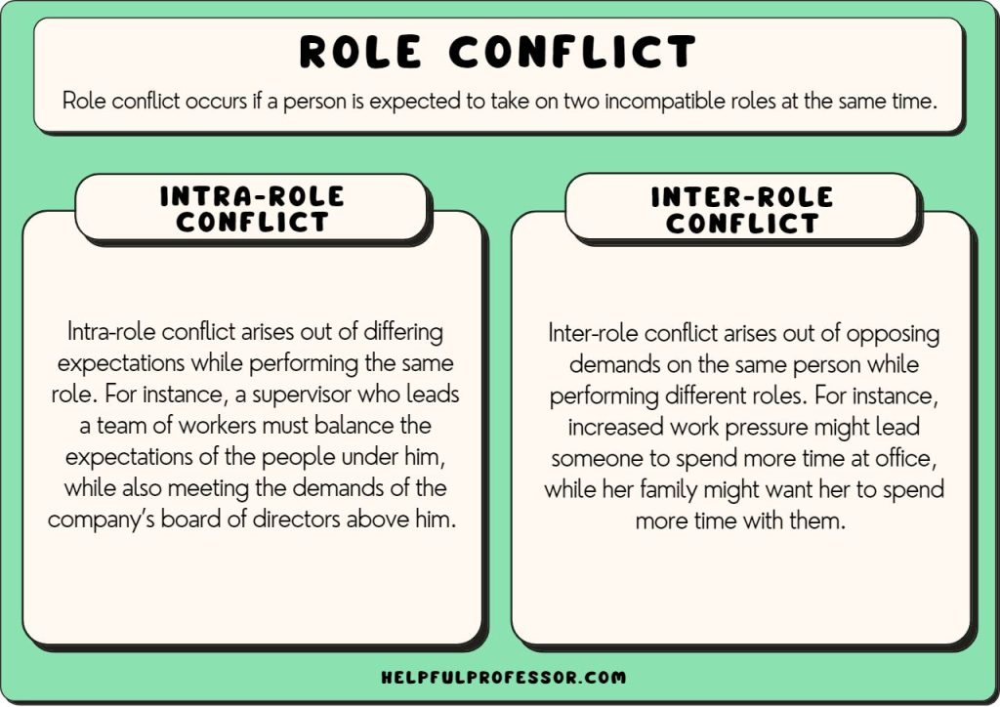 ROLE CONFLICT
Role conflict occurs if a person is expected to take on two incompatible roles at the same time.
INTRA-ROLE
CONFLICT
Intra-role conflict arises out of differing
expectations while performing the same
role. For instance, a supervisor who leads
a team of workers must balance the
expectations of the people under him,
while also meeting the demands of the
company's board of directors above him.
INTER-ROLE
CONFLICT
Inter-role conflict arises out of opposing
demands on the same person while
performing different roles. For instance,
increased work pressure might lead
someone to spend more time at office,
while her family might want her to spend
more time with them.
HELPFULPROFESSOR.COM